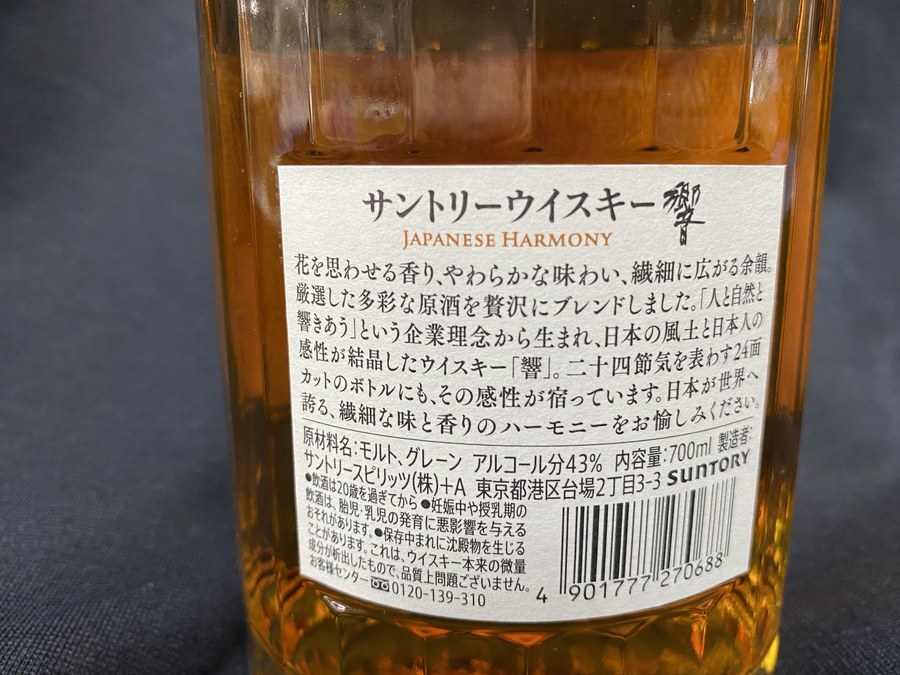 サントリーウイスキー響
JAPANESE HARMONY
花を思わせる香り、やわらかな味わい、繊細に広がる余韻。
厳選した多彩な原酒を贅沢にブレンドしました。「人と自然と
響きあう」という企業理念から生まれ、日本の風土と日本人の
感性が結晶したウイスキー「響」。二十四節気を表わす24面
カットのボトルにも、その感性が宿っています。日本が世界へ
誇る、繊細な味と香りのハーモニーをお愉しみください。
原材料名:モルト、グレーン アルコール分43% 内容量:700ml 製造者:
サントリースピリッツ(株)+A 東京都港区台場2丁目3-3 SUNTORY
●飲酒は20歳を過ぎてから●妊娠中や授乳期の
飲酒は、胎児・乳児の発育に悪影響を与える
おそれがあります。●保存中まれに沈殿物を生じる
ことがあります。これは、ウイスキー本来の微量
成分が析出したもので、品質上問題ございません。
お客様センター 0120-139-310
4 901777 270688